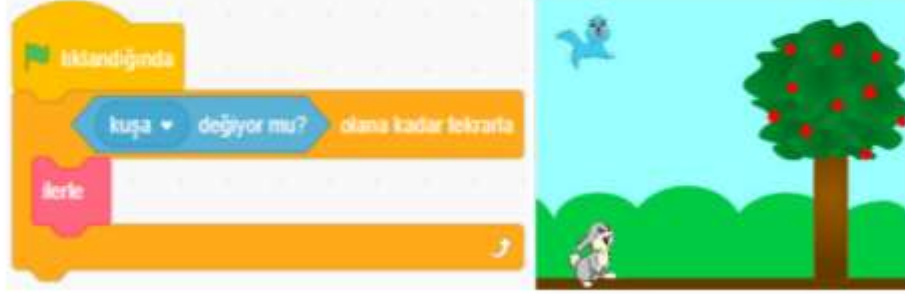 tıklandığında
kuşa değiyor mu? olana kadar tekrarla
ilerle